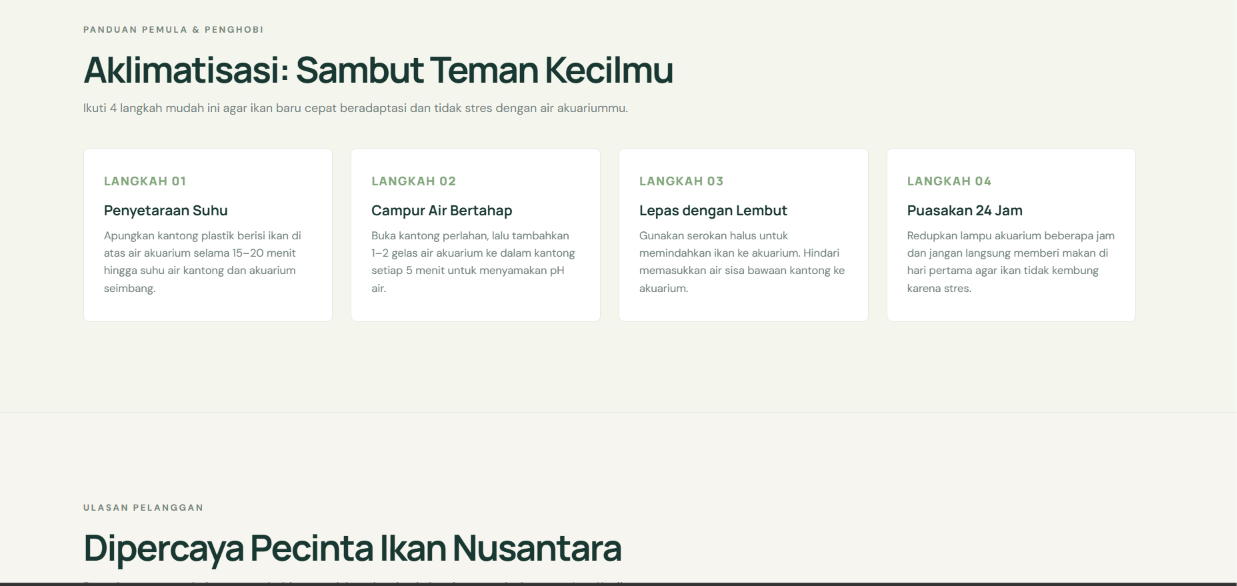 PANDUAN PEMULA & PENGHOBI
Aklimatisasi: Sambut Teman Kecilmu
Ikuti 4 langkah mudah ini agar ikan baru cepat beradaptasi dan tidak stres dengan air akuariummu.
LANGKAH 01
Penyetaraan Suhu
Apungkan kantong plastik berisi ikan di
atas air akuarium selama 15–20 menit
hingga suhu air kantong dan akuarium
seimbang.
LANGKAH 02
Campur Air Bertahap
Buka kantong perlahan, lalu tambahkan
1–2 gelas air akuarium ke dalam kantong
setiap 5 menit untuk menyamakan pH
air.
LANGKAH 03
Lepas dengan Lembut
Gunakan serokan halus untuk
memindahkan ikan ke akuarium. Hindari
memasukkan air sisa bawaan kantong ke
akuarium.
LANGKAH 04
Puasakan 24 Jam
Redupkan lampu akuarium beberapa jam
dan jangan langsung memberi makan di
hari pertama agar ikan tidak kembung
karena stres.
ULASAN PELANGGAN
Dipercaya Pecinta Ikan Nusantara